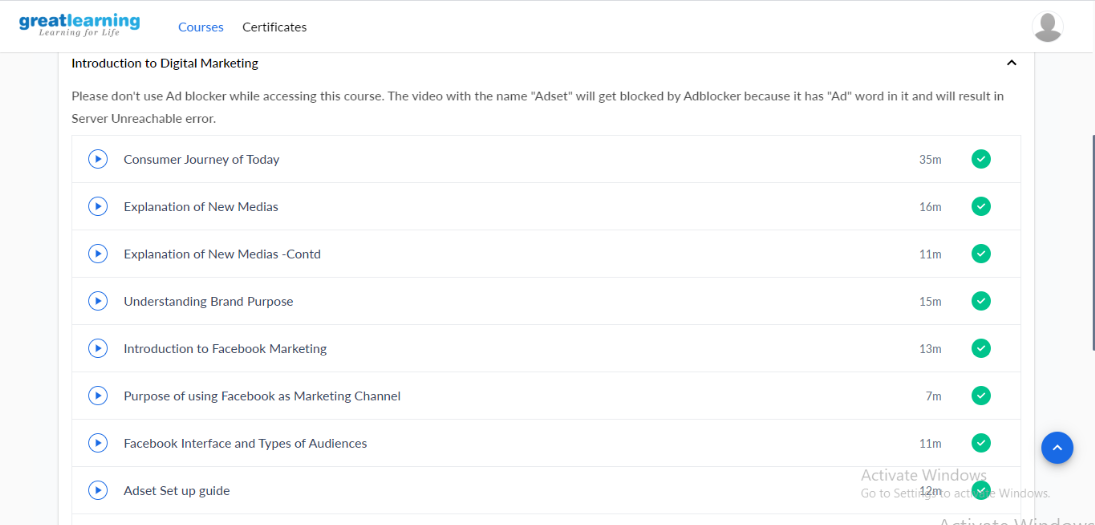 greatlearning
Learning for Life
Courses
Certificates
Introduction to Digital Marketing
Please don't use Ad blocker while accessing this course. The video with the name "Adset" will get blocked by Adblocker because it has "Ad" word in it and will result in
Server Unreachable error.
Consumer Journey of Today 35m
Explanation of New Medias 16m
Explanation of New Medias -Contd 11m
Understanding Brand Purpose 15m
Introduction to Facebook Marketing 13m
Purpose of using Facebook as Marketing Channel 7m
Facebook Interface and Types of Audiences 11m
Activate Windows
Adset Set up guide 12m
Go to Settings to activate Windows.
Activate Windows